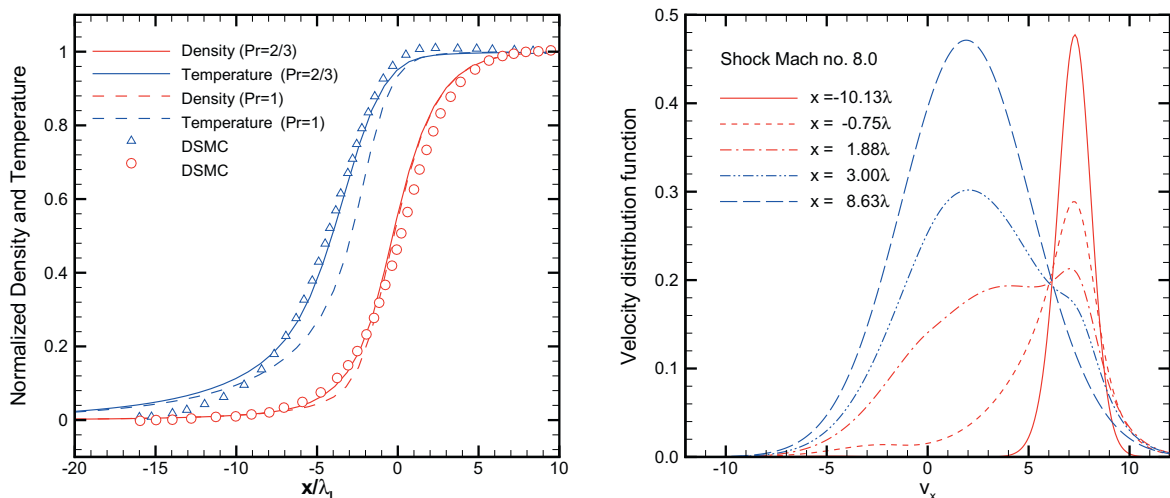 Normalized Density and Temperature
1
0.8
0.6
0.4
0.2
0
-20
-15
-10
-5
0
5
10
x/λ₁
Density (Pr=2/3)
Temperature (Pr=2/3)
Density (Pr=1)
Temperature (Pr=1)
DSMC
DSMC
Velocity distribution function
0.5
0.4
0.3
0.2
0.1
0.0
-10
-5
0
5
10
vₓ
Shock Mach no. 8.0
x =-10.13λ
x = -0.75λ
x = 1.88λ
x = 3.00λ
x = 8.63λ